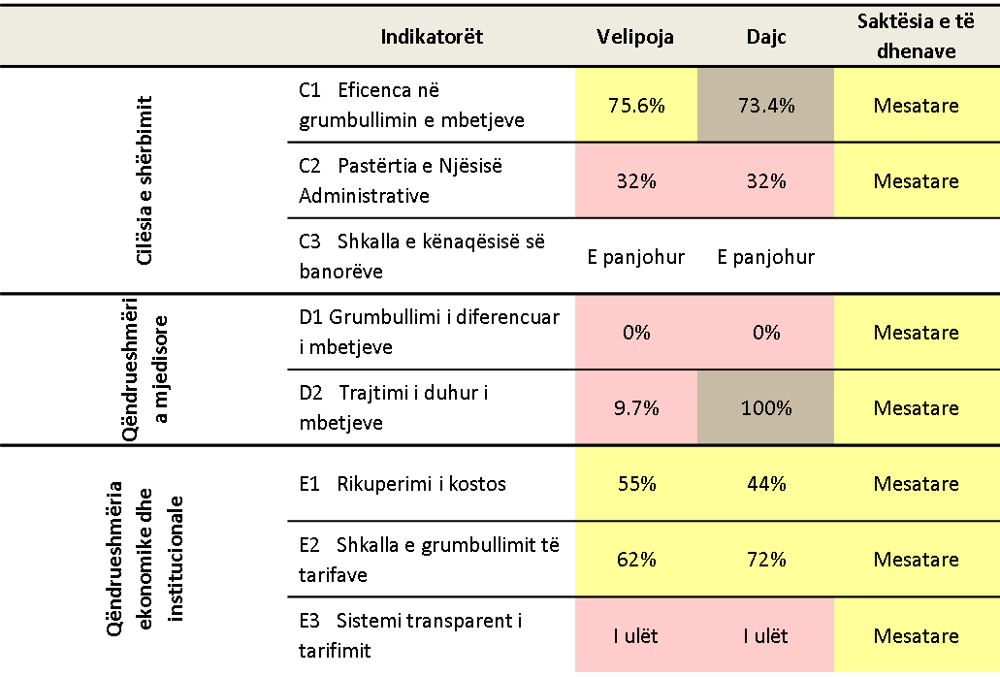 Indikatorët Velipoja Dajc Saktësia e të
dhenave
Cilësia e shërbimit
C1 Eficenca në
grumbullimin e mbetjeve
75.6% 73.4% Mesatare
C2 Pastërtia e Njësisë
Administrative
32% 32% Mesatare
C3 Shkalla e kënaqësisë së
banorëve
E panjohur E panjohur
Qëndrueshmëri
a mjedisore
D1 Grumbullimi i diferencuar
i mbetjeve
0% 0% Mesatare
D2 Trajtimi i duhur i
mbetjeve
9.7% 100% Mesatare
Qëndrueshmëria
ekonomike dhe
institucionale
E1 Rikuperimi i kostos 55% 44% Mesatare
E2 Shkalla e grumbullimit të
tarifave
62% 72% Mesatare
E3 Sistemi transparent i
tarifimit
I ulët I ulët Mesatare